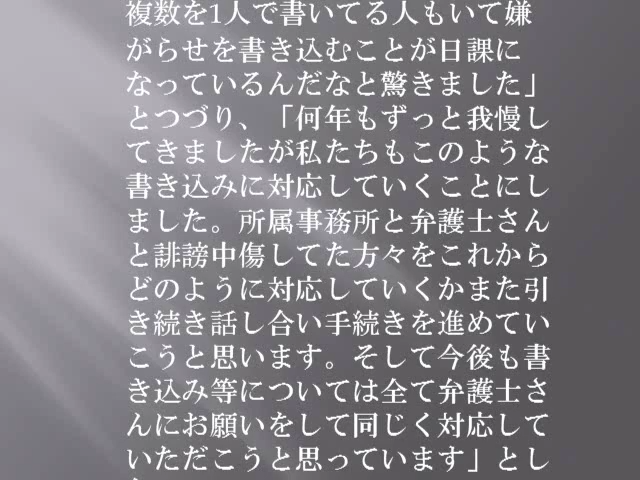 複数を1人で書いてる人もいて嫌
がらせを書き込むことが日課に
なっているんだなと驚きました」
とつづり、「何年もずっと我慢し
てきましたが私たちもこのような
書き込みに対応していくことにし
ました。所属事務所と弁護士さん
と誹謗中傷してた方々をこれから
どのように対応していくかまた引
き続き話し合い手続きを進めてい
こうと思います。そして今後も書
き込み等については全て弁護士さ
んにお願いをして同じく対応して
いただこうと思っています」とし